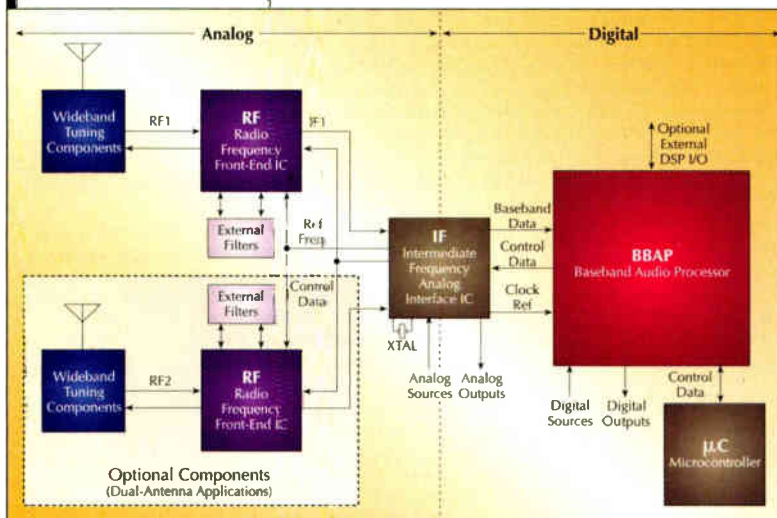 Analog
Digital
Wideband
Tuning
Components
RF1
RF
Radio
Frequency
Front-End IC
IF1
External
Filters
Ref
Freq
Control
Data
IF
Intermediate
Frequency
Analog
Interface IC
XTAL
Analog
Sources
Analog
Outputs
Baseband
Data
Control
Data
Clock
Ref
Optional
External
DSP I/O
BBAP
Baseband Audio Processor
Digital
Sources
Digital
Outputs
Control
Data
µC
Microcontroller
External
Filters
Wideband
Tuning
Components
RF2
RF
Radio
Frequency
Front-End IC
Optional Components
(Dual-Antenna Applications)